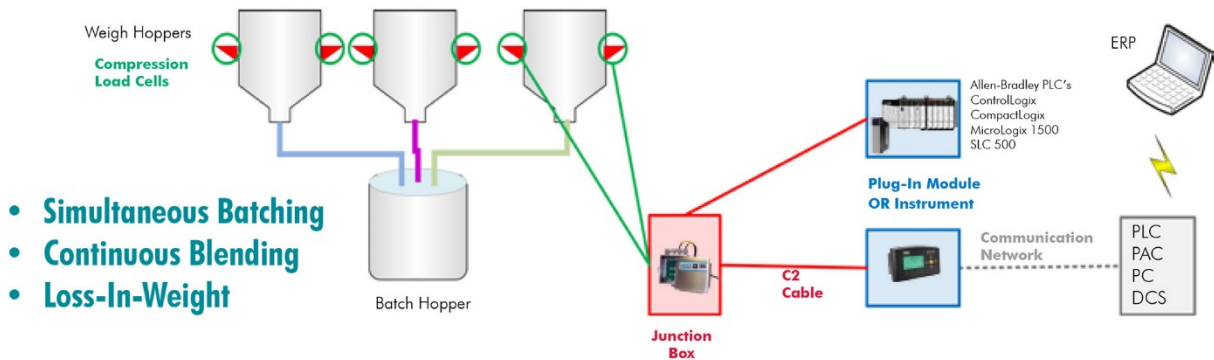 Weigh Hoppers
Compression
Load Cells
ERP
Allen-Bradley PLC's
ControlLogix
CompactLogix
MicroLogix 1500
SLC 500
Plug-In Module
OR Instrument
• Simultaneous Batching
• Continuous Blending
• Loss-In-Weight
Batch Hopper
C2
Cable
Junction
Box
Communication
Network
PLC
PAC
PC
DCS